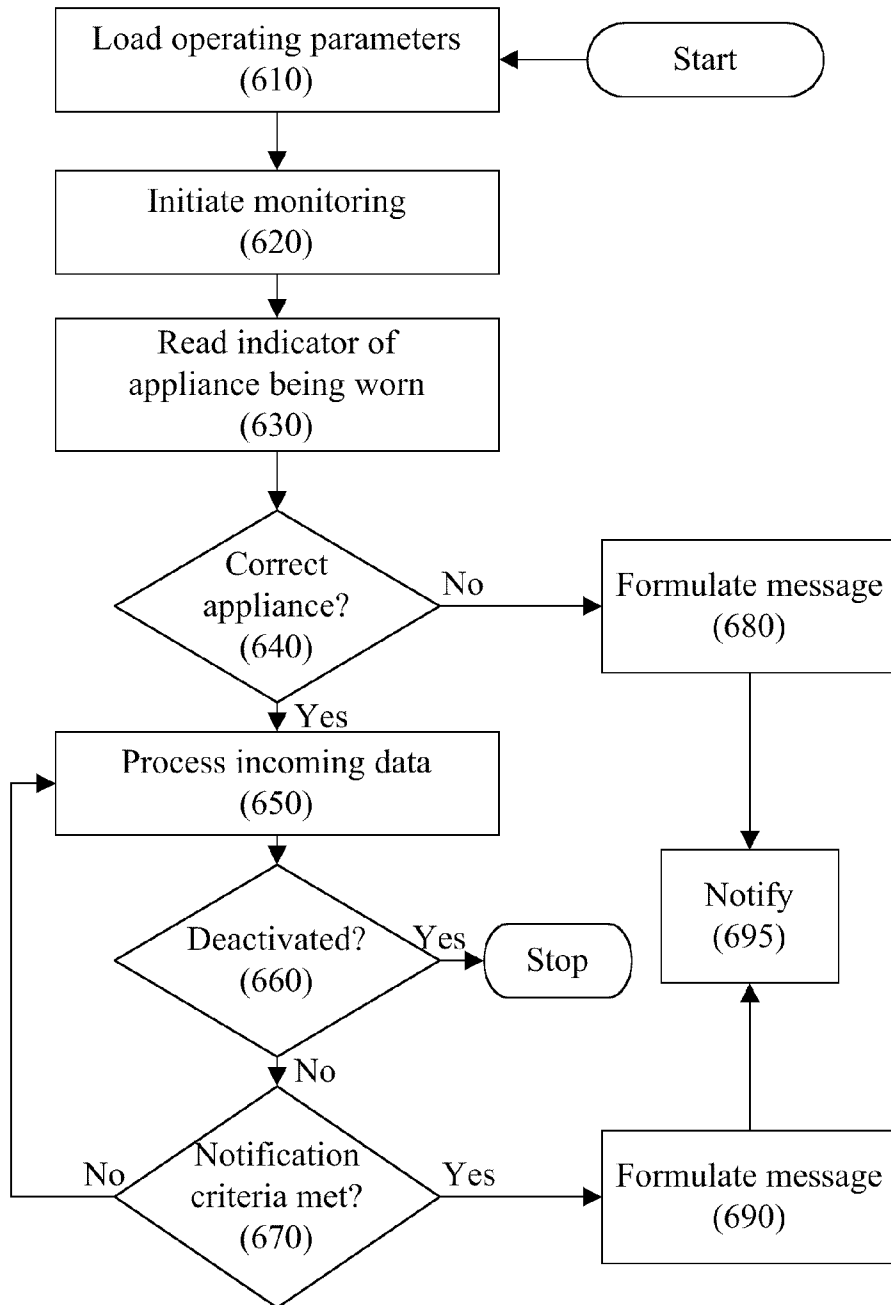 Load operating parameters
(610)
Start
Initiate monitoring
(620)
Read indicator of
appliance being worn
(630)
Correct
appliance?
(640)
No
Formulate message
(680)
Yes
Process incoming data
(650)
Notify
(695)
Deactivated?
(660)
Yes
Stop
No
Notification
criteria met?
(670)
No
Yes
Formulate message
(690)